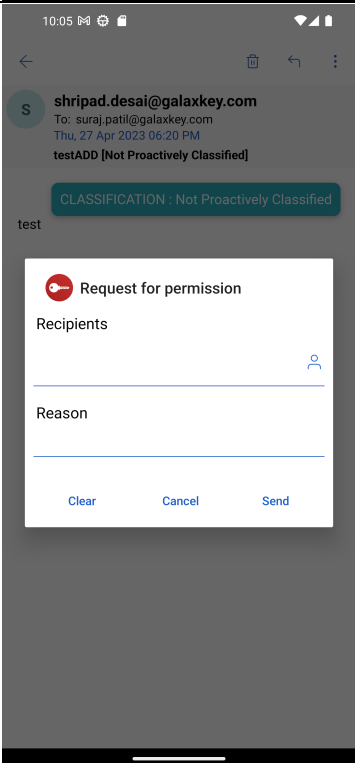 10:05
S
shripad.desai@galaxkey.com
To: suraj.patil@galaxkey.com
Thu, 27 Apr 2023 06:20 PM
testADD [Not Proactively Classified]
CLASSIFICATION : Not Proactively Classified
test
Request for permission
Recipients
Reason
Clear Cancel Send